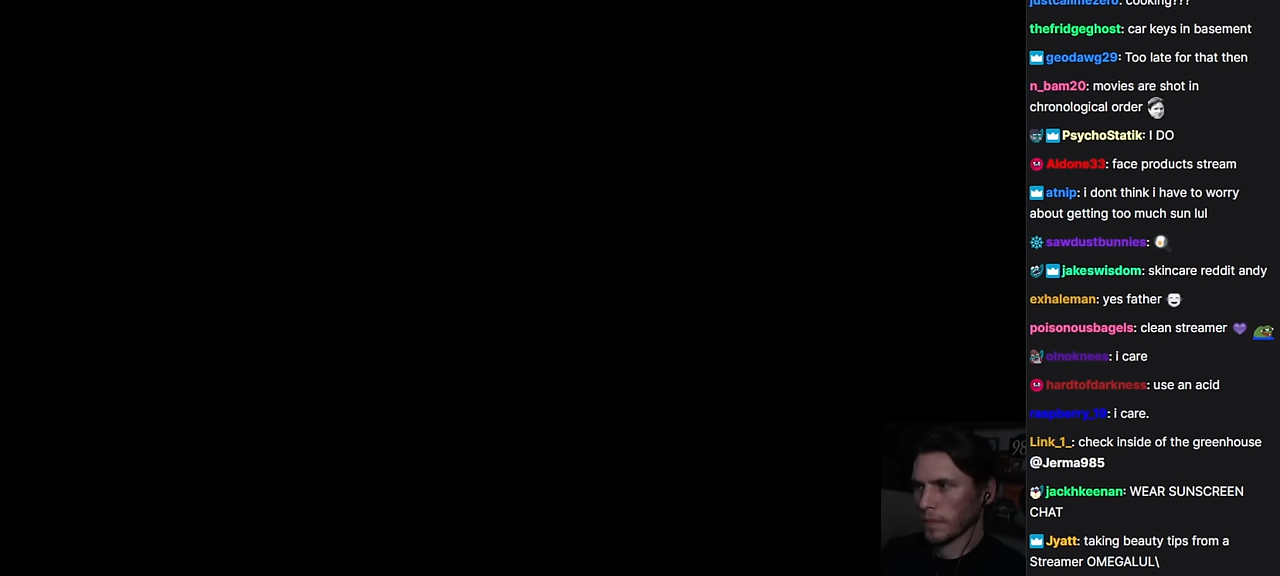 justcallmezero: cooking???
thefridgeghost: car keys in basement
geodawg29: Too late for that then
n_bam20: movies are shot in
chronological order
PsychoStatik: I DO
Aldone33: face products stream
atnip: i dont think i have to worry
about getting too much sun lul
sawdustbunnies:
jakeswisdom: skincare reddit andy
exhaleman: yes father
poisonousbagels: clean streamer
oinoknees: i care
hardtofdarkness: use an acid
: i care.
Link_1_: check inside of the greenhouse
@Jerma985
jackhkeenan: WEAR SUNSCREEN
CHAT
Jyatt: taking beauty tips from a
Streamer OMEGALUL\
98